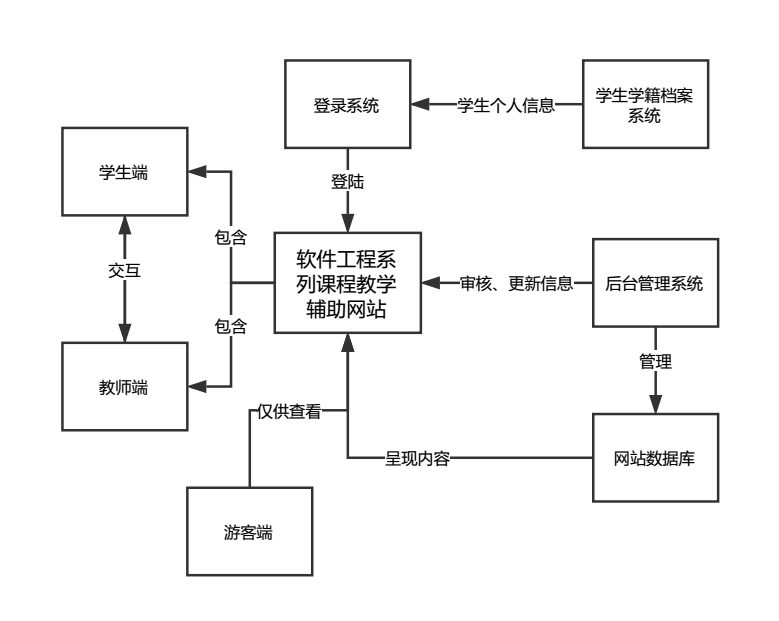 登录系统
学生个人信息
学生学籍档案
系统
学生端
登陆
包含
交互
软件工程系
列课程教学
辅助网站
审核、更新信息
后台管理系统
包含
管理
教师端
仅供查看
呈现内容
网站数据库
游客端